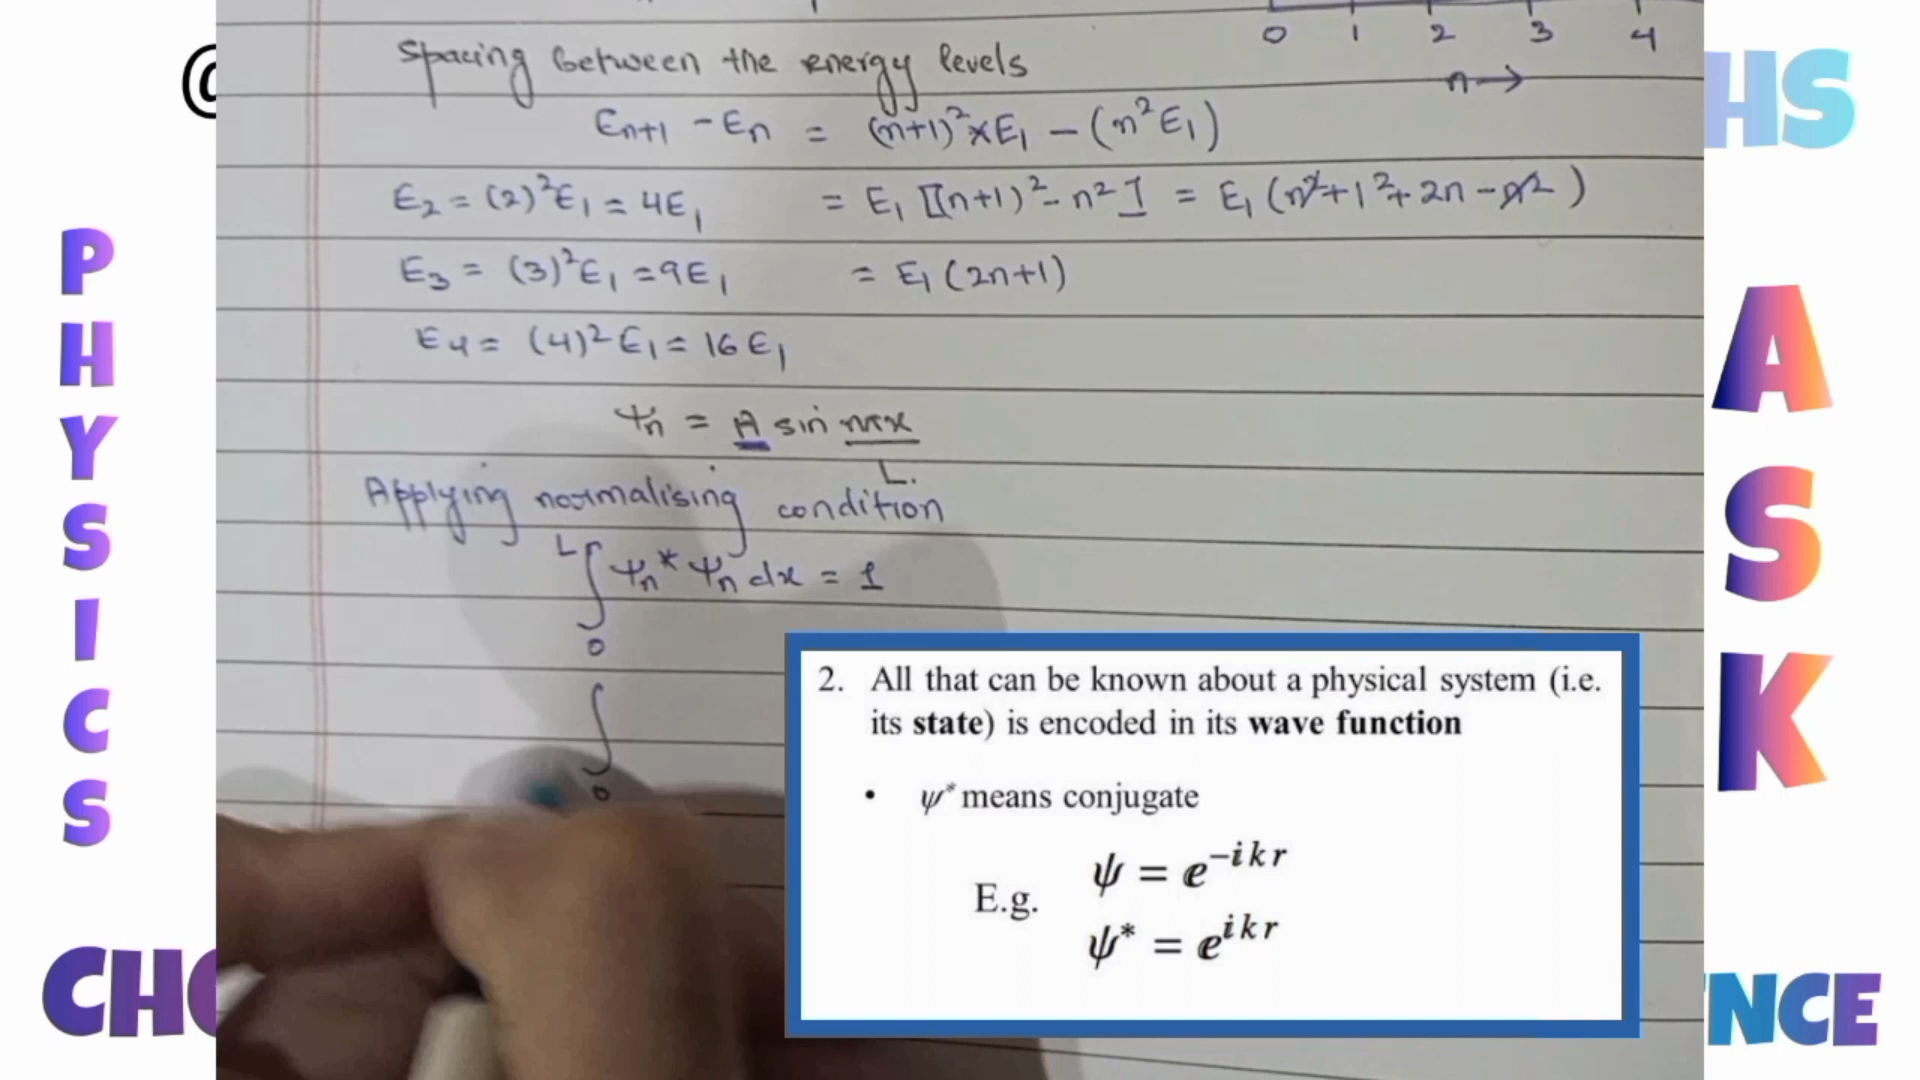 @
HS
PHYSICS
ASK
CHO
NCE
0 1 2 3 4
n→
Spacing between the energy levels
Eₙ₊₁ - Eₙ = (n+1)²×E₁ - (n²E₁)
E₂ = (2)²E₁ = 4E₁ = E₁ [(n+1)² - n²] = E₁ (n²+1²+2n-n²)
E₃ = (3)²E₁ = 9E₁ = E₁ (2n+1)
E₄ = (4)²E₁ = 16E₁
Ψₙ = A sin nπx/L.
Applying normalising condition
∫₀ᴸ Ψₙ* Ψₙ dx = 1
∫₀
2. All that can be known about a physical system (i.e.
its state) is encoded in its wave function
• ψ* means conjugate
E.g. ψ = e⁻ⁱᵏʳ
ψ* = eⁱᵏʳ